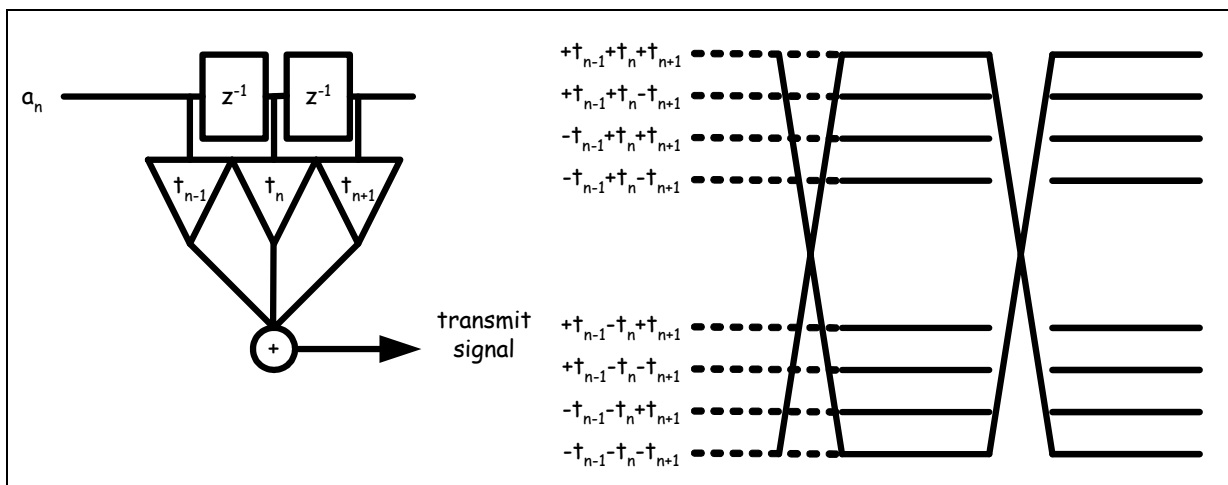 a_n
z^-1
z^-1
t_n-1
t_n
t_n+1
+
transmit
signal
+t_n-1+t_n+t_n+1
+t_n-1+t_n-t_n+1
-t_n-1+t_n+t_n+1
-t_n-1+t_n-t_n+1
+t_n-1-t_n+t_n+1
+t_n-1-t_n-t_n+1
-t_n-1-t_n+t_n+1
-t_n-1-t_n-t_n+1